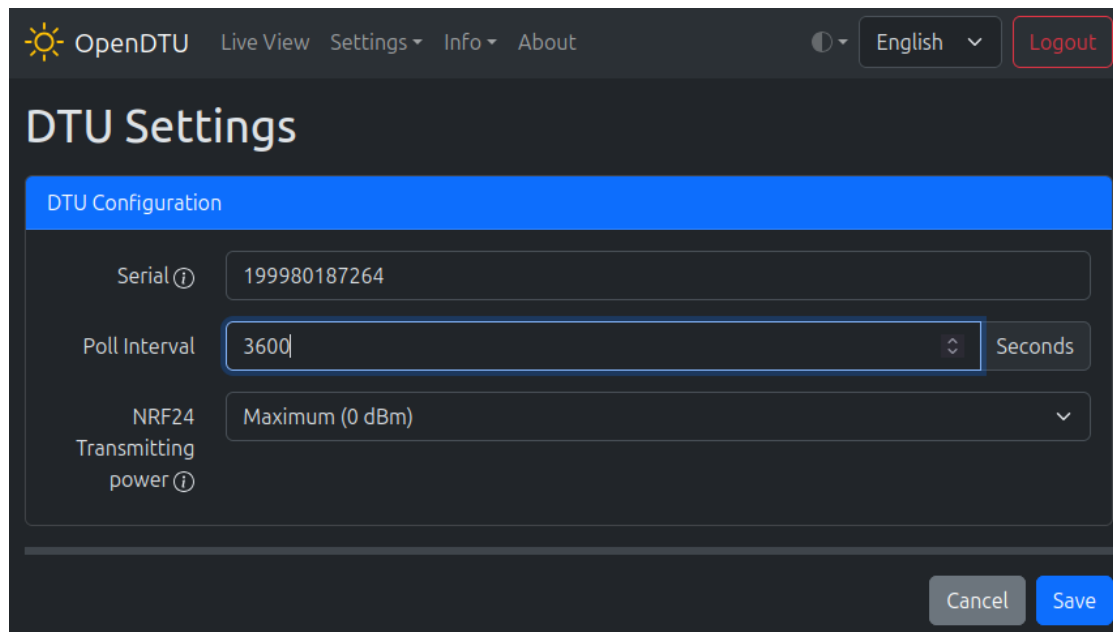 OpenDTU Live View Settings Info About English Logout
DTU Settings
DTU Configuration
Serial 199980187264
Poll Interval 3600 Seconds
NRF24 Maximum (0 dBm)
Transmitting
power
Cancel Save